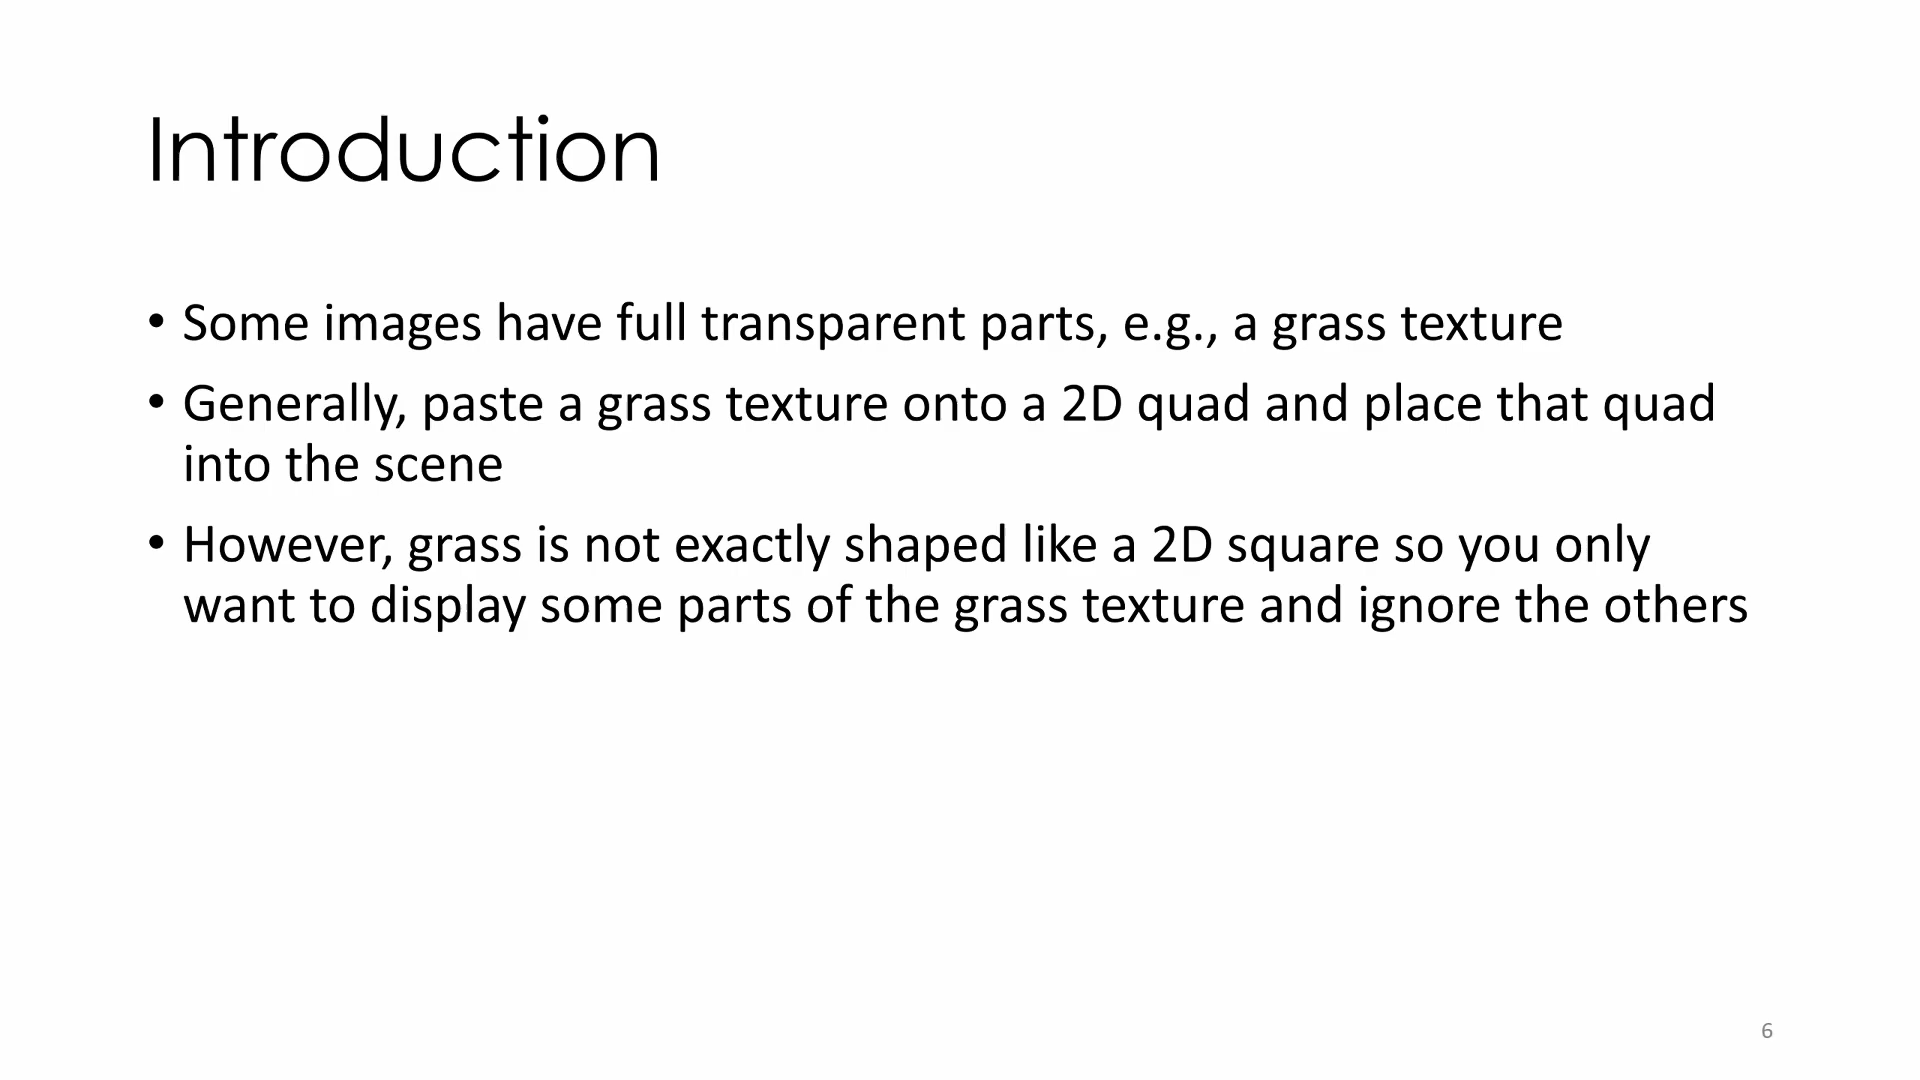 Introduction
• Some images have full transparent parts, e.g., a grass texture
• Generally, paste a grass texture onto a 2D quad and place that quad
into the scene
• However, grass is not exactly shaped like a 2D square so you only
want to display some parts of the grass texture and ignore the others
6